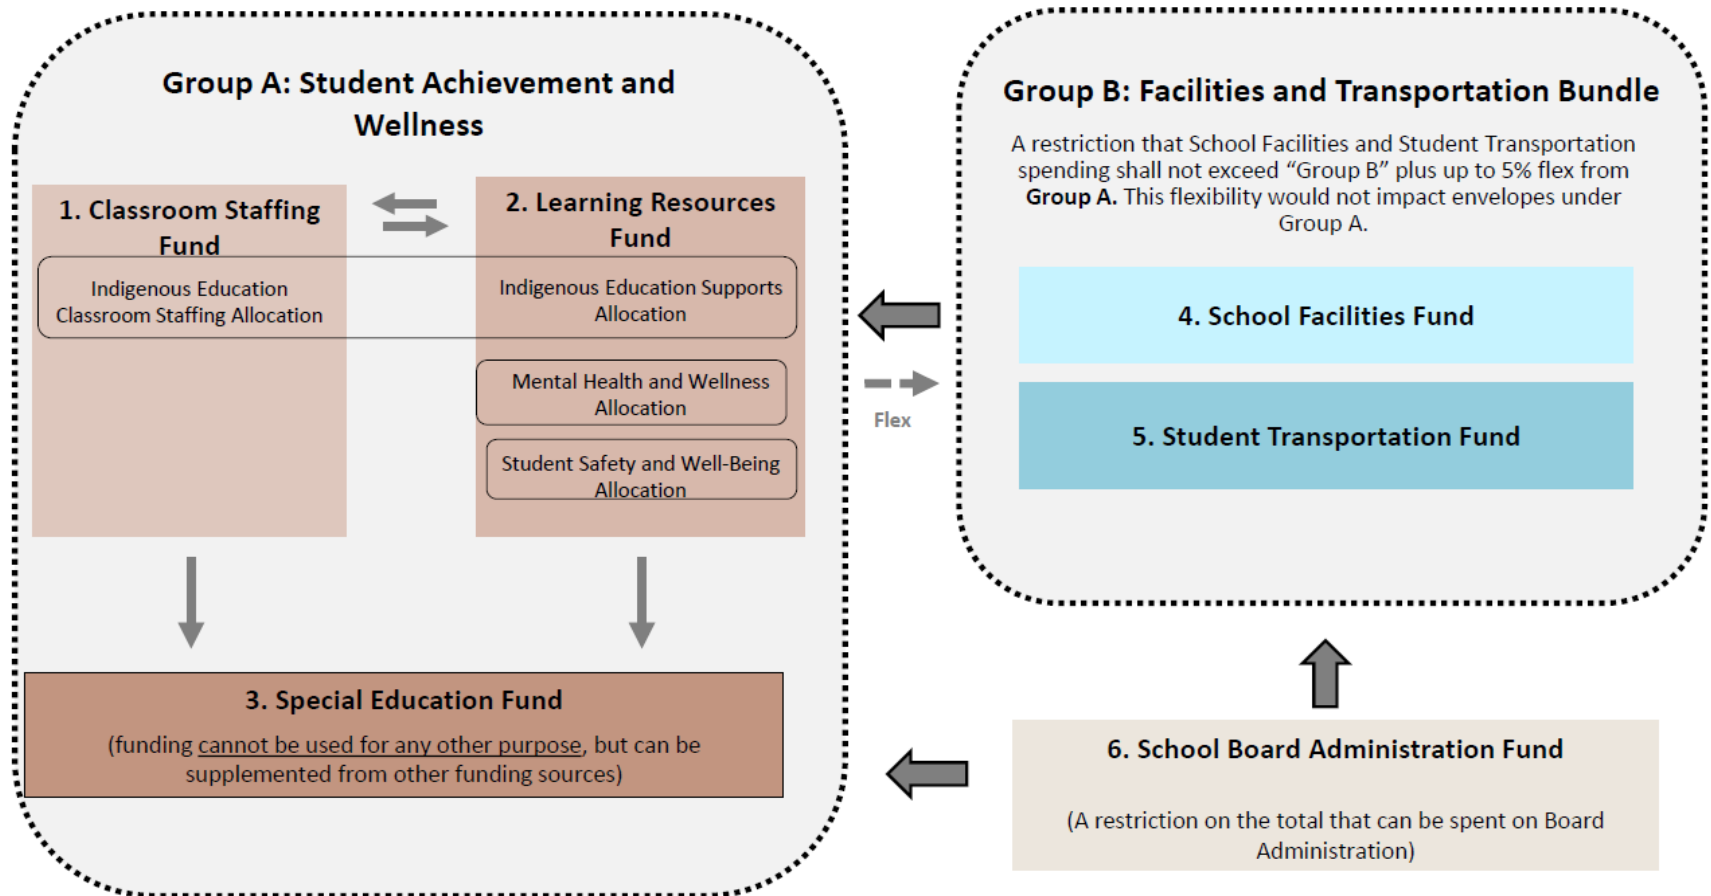 Group A: Student Achievement and
Wellness
1. Classroom Staffing
Fund
2. Learning Resources
Fund
Indigenous Education
Classroom Staffing Allocation
Indigenous Education Supports
Allocation
Mental Health and Wellness
Allocation
Student Safety and Well-Being
Allocation
3. Special Education Fund
(funding cannot be used for any other purpose, but can be
supplemented from other funding sources)
Flex
Group B: Facilities and Transportation Bundle
A restriction that School Facilities and Student Transportation
spending shall not exceed “Group B” plus up to 5% flex from
Group A. This flexibility would not impact envelopes under
Group A.
4. School Facilities Fund
5. Student Transportation Fund
6. School Board Administration Fund
(A restriction on the total that can be spent on Board
Administration)